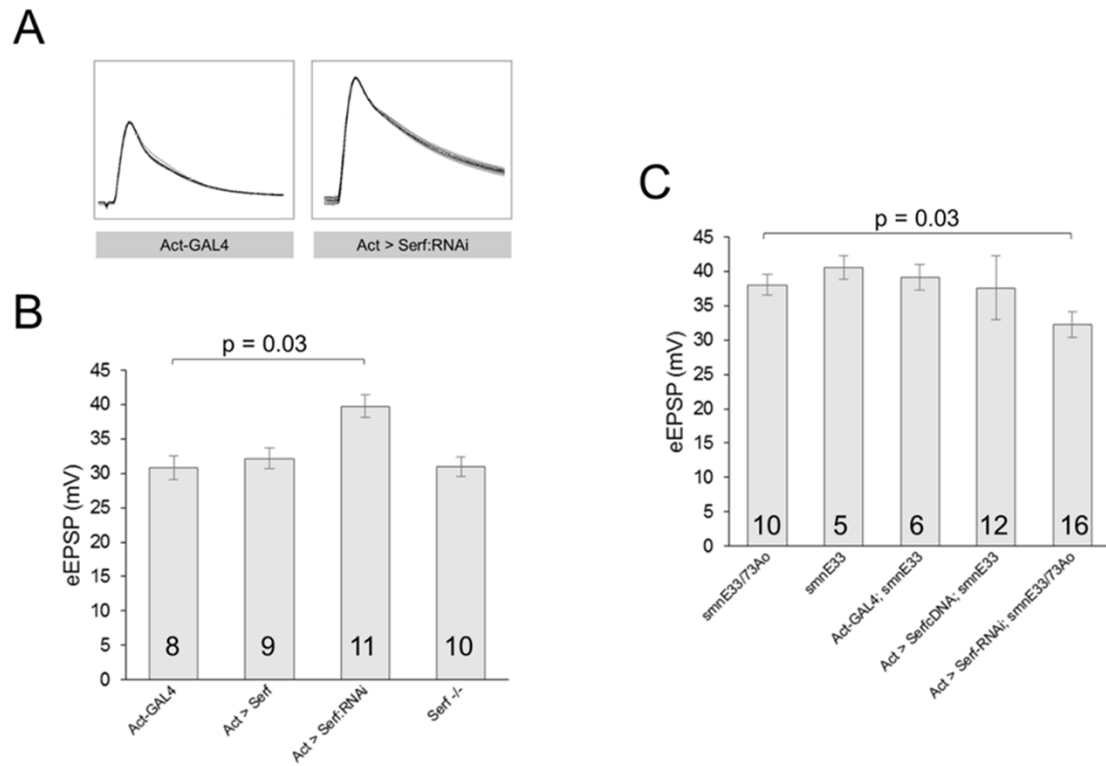 A
Act-GAL4
Act > Serf:RNAi
B
p = 0.03
eEPSP (mV)
45
40
35
30
25
20
15
10
5
0
8
9
11
10
Act-GAL4
Act > Serf
Act > Serf:RNAi
Serf -/-
C
p = 0.03
eEPSP (mV)
45
40
35
30
25
20
15
10
5
0
10
5
6
12
16
smnE33/73Ao
smnE33
Act-GAL4; smnE33
Act > SerfcDNA; smnE33
Act > Serf-RNAi; smnE33/73Ao